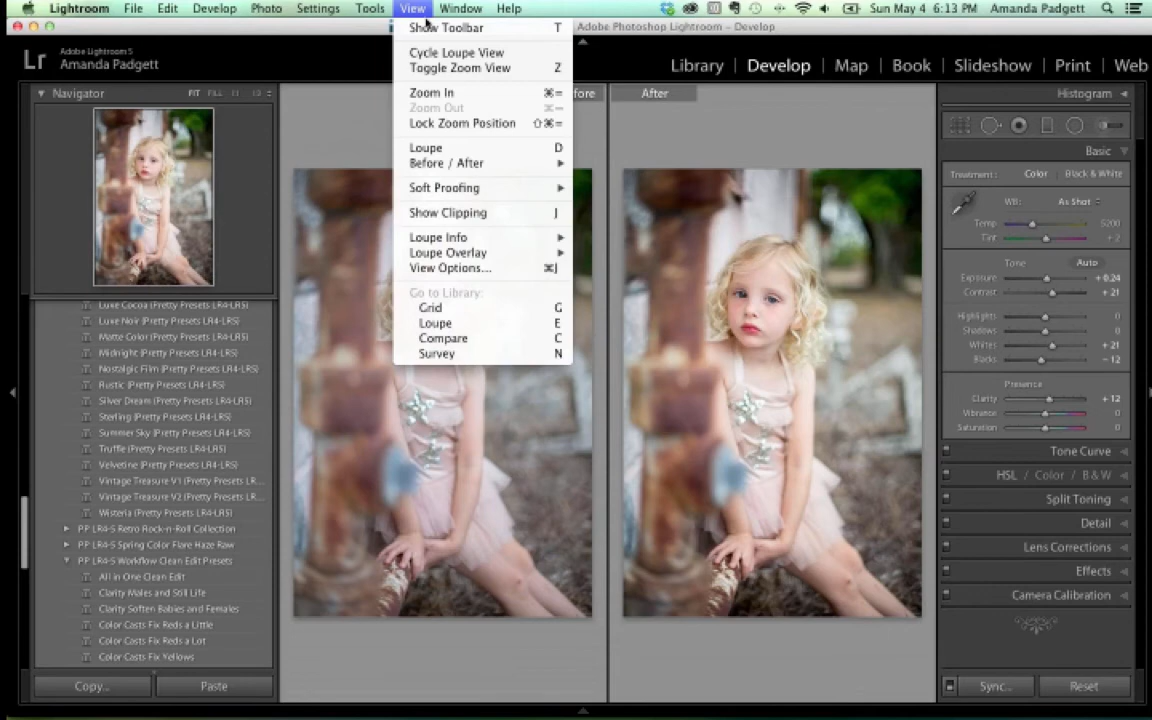 Lightroom File Edit Develop Photo Settings Tools View Window Help Sun May 4 6:13 PM Amanda Padgett
Adobe Photoshop Lightroom – Develop
Lr Adobe Lightroom 5
Amanda Padgett
Library | Develop | Map | Book | Slideshow | Print | Web
Navigator FIT FILL 1:1
Luxe Cocoa (Pretty Presets LR4-LR5)
Luxe Noir (Pretty Presets LR4-LR5)
Matte Color (Pretty Presets LR4-LR5)
Midnight (Pretty Presets LR4-LR5)
Nostalgic Film (Pretty Presets LR4-LR5)
Rustic (Pretty Presets LR4-LR5)
Silver Dream (Pretty Presets LR4-LR5)
Sterling (Pretty Presets LR4-LR5)
Summer Sky (Pretty Presets LR4-LR5)
Truffle (Pretty Presets LR4-LR5)
Velvetine (Pretty Presets LR4-LR5)
Vintage Treasure V1 (Pretty Presets LR...
Vintage Treasure V2 (Pretty Presets LR...
Wisteria (Pretty Presets LR4-LR5)
PP LR4-5 Retro Rock-n-Roll Collection
PP LR4-5 Spring Color Flare Haze Raw
PP LR4-5 Workflow Clean Edit Presets
All in One Clean Edit
Clarity Males and Still Life
Clarity Soften Babies and Females
Color Casts Fix Reds a Little
Color Casts Fix Reds a Lot
Color Casts Fix Yellows
Copy... Paste
Show Toolbar T
Cycle Loupe View
Toggle Zoom View Z
Zoom In ⌘=
Zoom Out ⌘−
Lock Zoom Position ⇧⌘=
Loupe D
Before / After
Soft Proofing
Show Clipping J
Loupe Info
Loupe Overlay
View Options... ⌘J
Go to Library:
Grid G
Loupe E
Compare C
Survey N
fore
After
Histogram
Basic
Treatment: Color | Black & White
WB: As Shot
Temp 5200
Tint + 2
Tone Auto
Exposure + 0.24
Contrast + 21
Highlights 0
Shadows 0
Whites + 21
Blacks − 12
Presence
Clarity + 12
Vibrance 0
Saturation 0
Tone Curve
HSL / Color / B & W
Split Toning
Detail
Lens Corrections
Effects
Camera Calibration
Sync... Reset